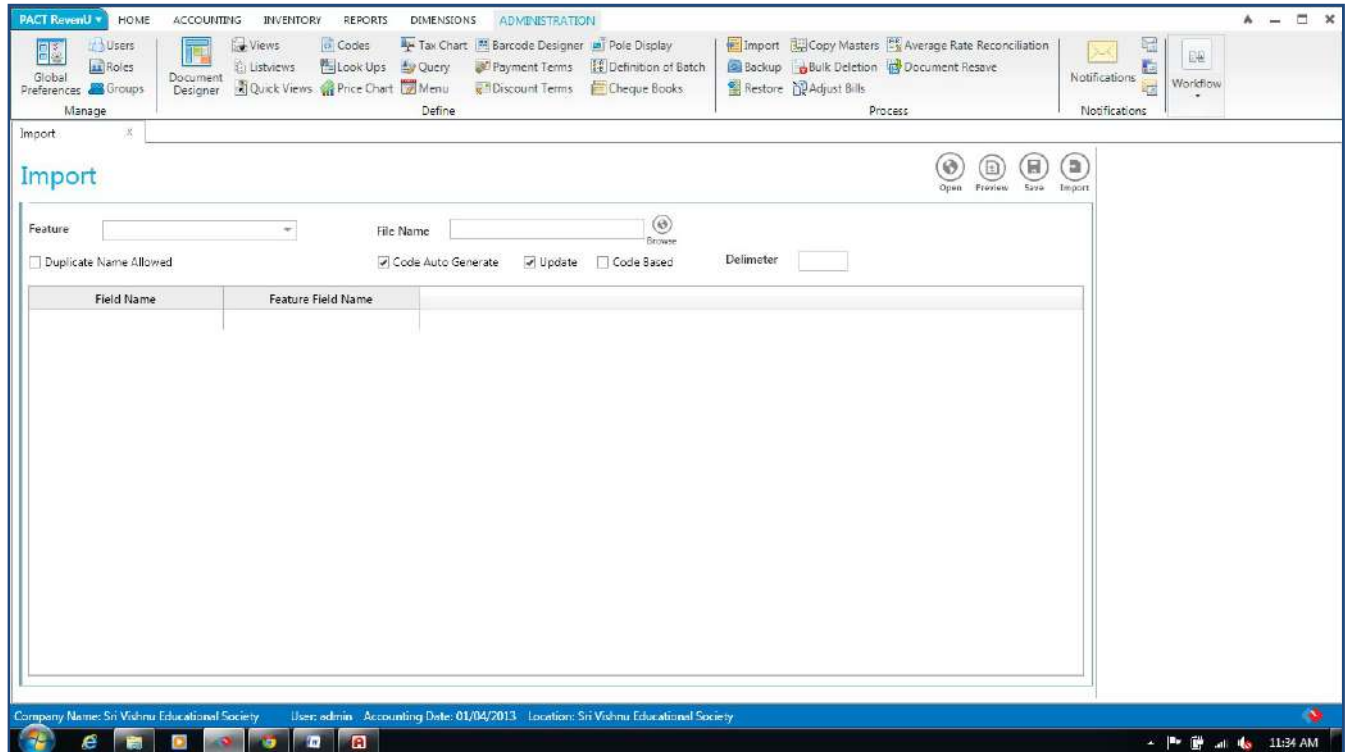 PACT RevenU HOME ACCOUNTING INVENTORY REPORTS DIMENSIONS ADMINISTRATION
Users Views Codes Tax Chart Barcode Designer Pole Display Import Copy Masters Average Rate Reconciliation
Roles Listviews Look Ups Query Payment Terms Definition of Batch Backup Bulk Deletion Document Resave
Groups Quick Views Price Chart Menu Discount Terms Cheque Books Restore Adjust Bills
Global Preferences Document Designer Notifications Workflow
Manage Define Process Notifications
Import X
Import
Open Preview Save Import
Feature File Name Browse
Duplicate Name Allowed Code Auto Generate Update Code Based Delimeter
Field Name Feature Field Name
Company Name: Sri Vishnu Educational Society User: admin Accounting Date: 01/04/2013 Location: Sri Vishnu Educational Society
11:34 AM